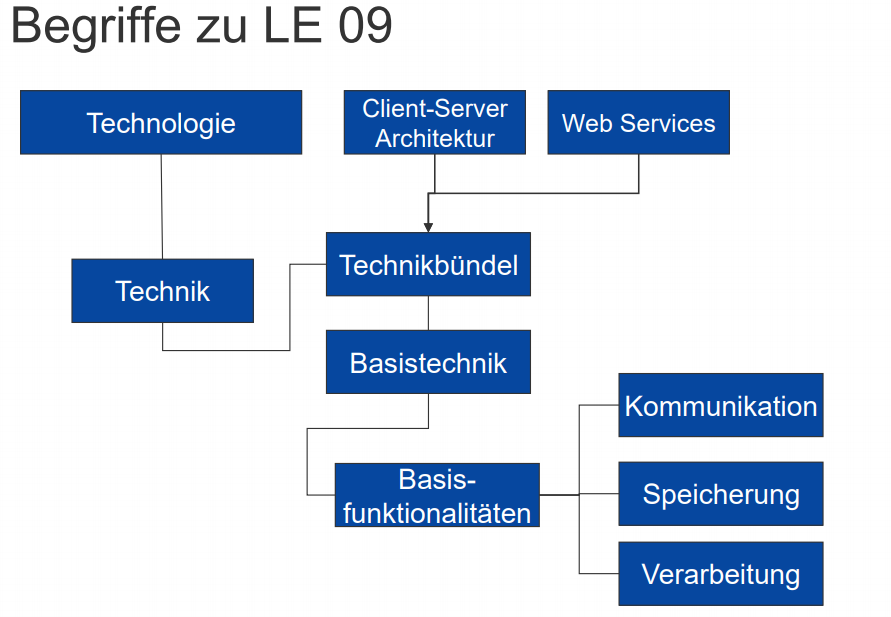 Begriffe zu LE 09
Technologie
Client-Server
Architektur
Web Services
Technik
Technikbündel
Basistechnik
Basis-
funktionalitäten
Kommunikation
Speicherung
Verarbeitung